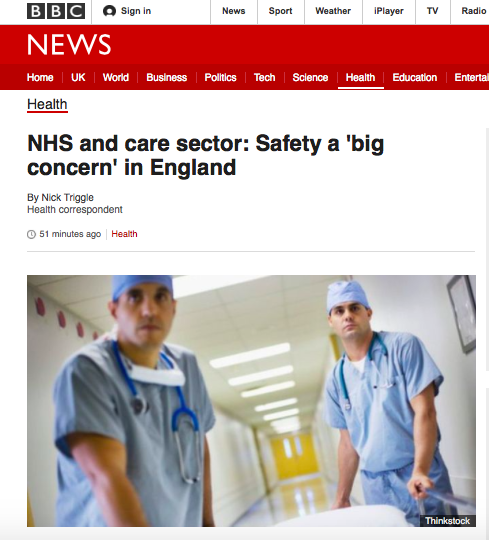 BBC Sign in News Sport Weather iPlayer TV Radio
NEWS
Home UK World Business Politics Tech Science Health Education
Health
NHS and care sector: Safety a 'big
concern' in England
By Nick Triggle
Health correspondent
51 minutes ago Health
Thinkstock